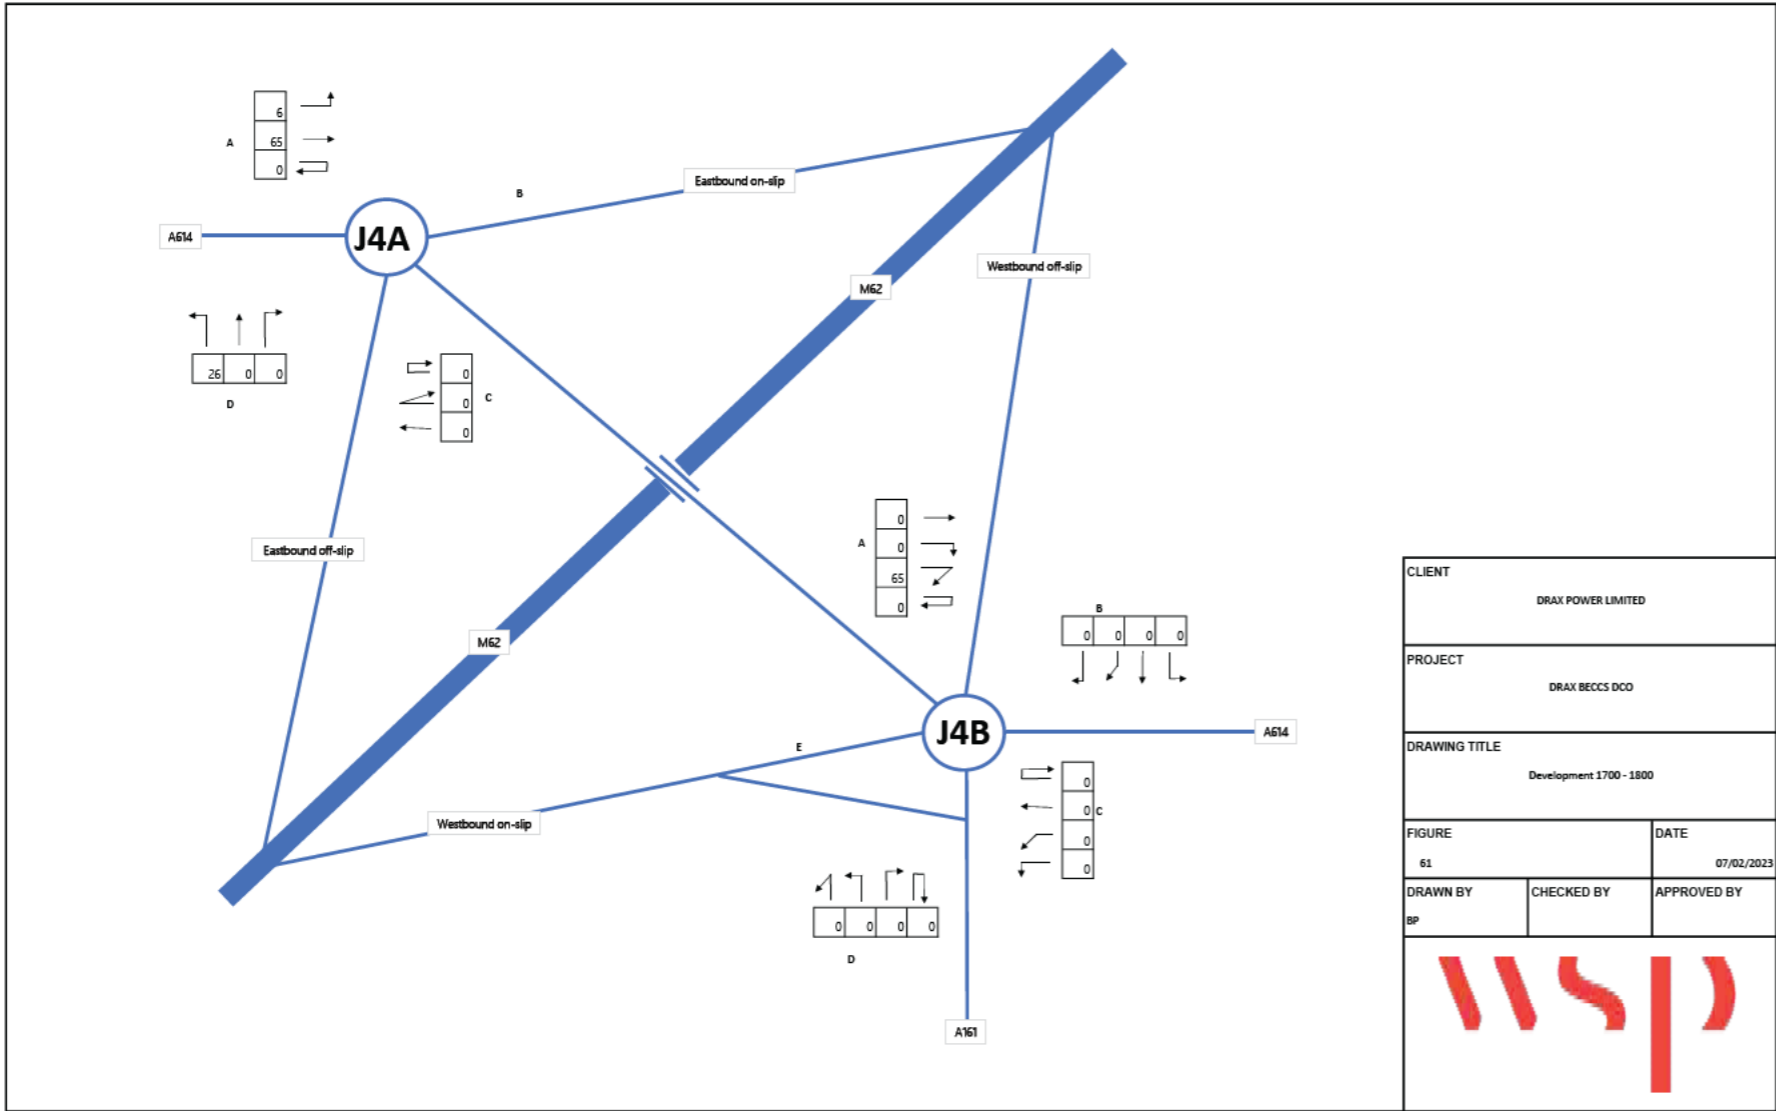 6
A
65
0
B
Eastbound on-slip
A614
J4A
Westbound off-slip
M62
26 0 0
D
0
0
C
0
Eastbound off-slip
0
A
0
65
0
B
0 0 0 0
M62
J4B
A614
E
0
0
C
0
0
Westbound on-slip
0 0 0 0
D
A161
CLIENT
DRAX POWER LIMITED
PROJECT
DRAX BECCS DCO
DRAWING TITLE
Development 1700 - 1800
FIGURE
61
DATE
07/02/2023
DRAWN BY
BP
CHECKED BY
APPROVED BY
wsp